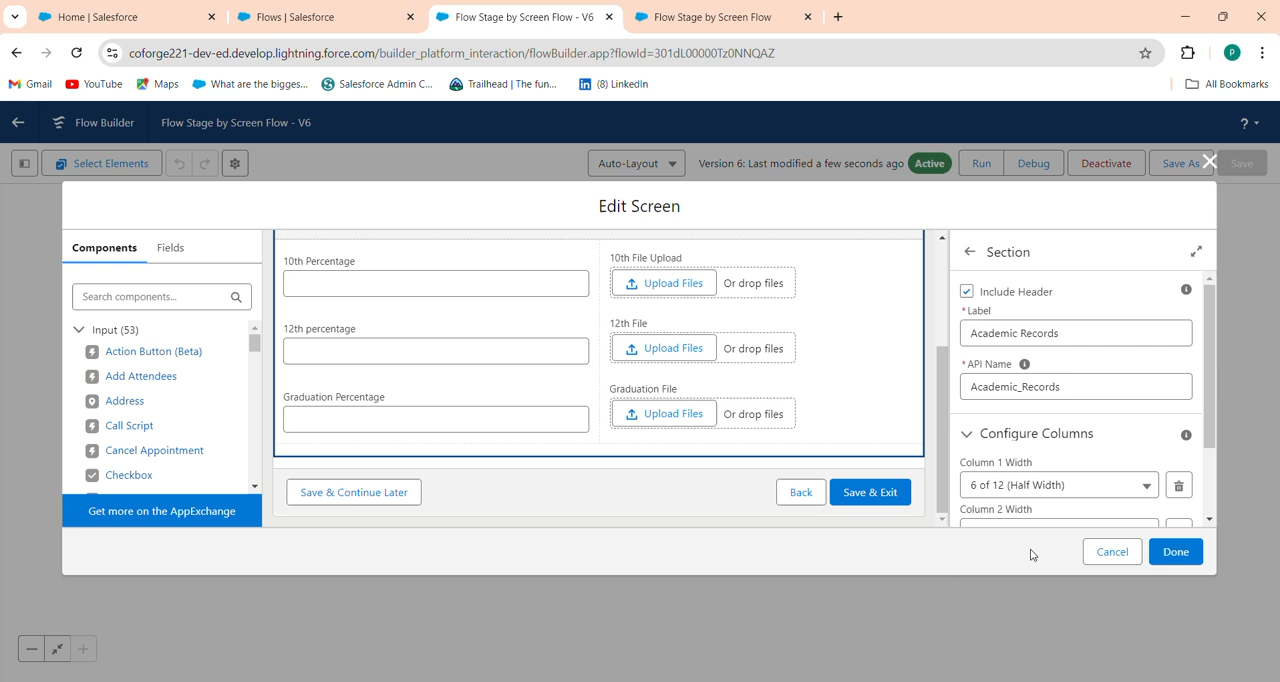 Home | Salesforce
Flows | Salesforce
Flow Stage by Screen Flow - V6
Flow Stage by Screen Flow
coforge221-dev-ed.develop.lightning.force.com/builder_platform_interaction/flowBuilder.app?flowId=301dL00000Tz0NNQAZ
P
Gmail
YouTube
Maps
What are the bigges...
Salesforce Admin C...
Trailhead | The fun...
(8) LinkedIn
All Bookmarks
Flow Builder
Flow Stage by Screen Flow - V6
?
Select Elements
Auto-Layout
Version 6: Last modified a few seconds ago
Active
Run
Debug
Deactivate
Save As
Save
Edit Screen
Components
Fields
Search components...
Input (53)
Action Button (Beta)
Add Attendees
Address
Call Script
Cancel Appointment
Checkbox
Get more on the AppExchange
10th Percentage
10th File Upload
Upload Files
Or drop files
12th percentage
12th File
Upload Files
Or drop files
Graduation Percentage
Graduation File
Upload Files
Or drop files
Save & Continue Later
Back
Save & Exit
Section
Include Header
* Label
Academic Records
* API Name
Academic_Records
Configure Columns
Column 1 Width
6 of 12 (Half Width)
Column 2 Width
Cancel
Done